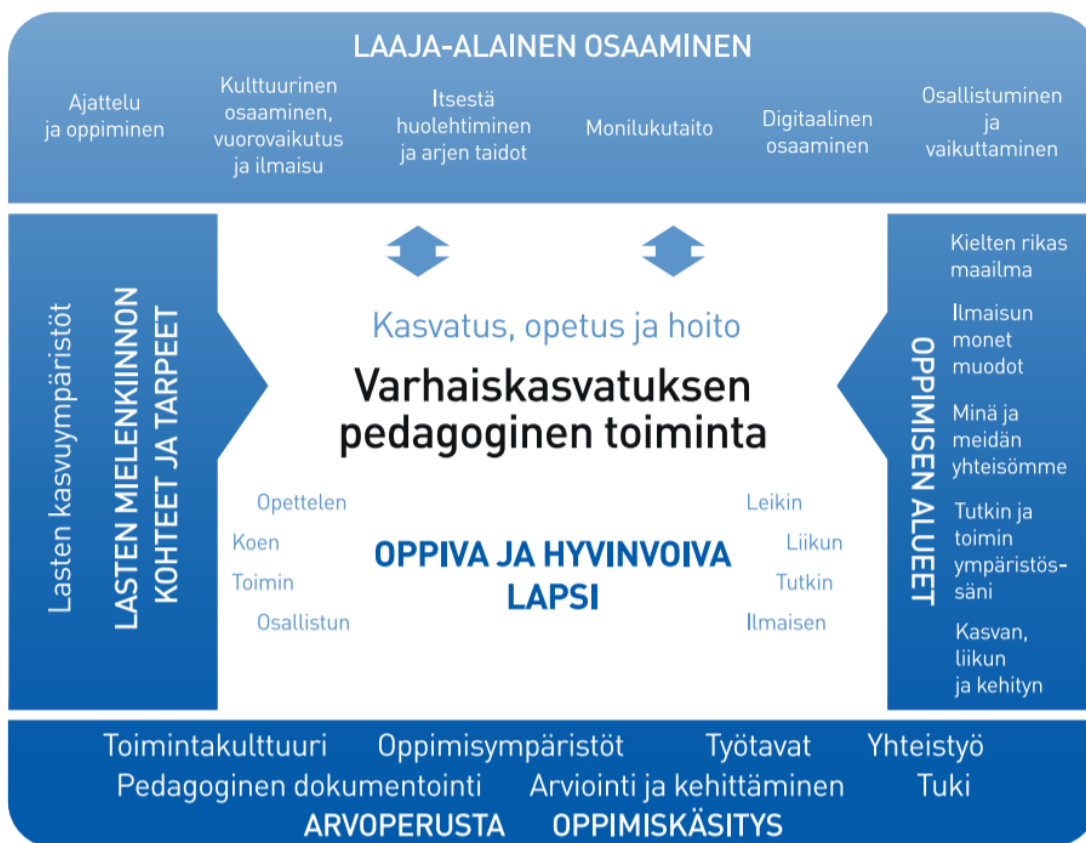 LAAJA-ALAINEN OSAAMINEN
Ajattelu
ja oppiminen
Kulttuurinen
osaaminen,
vuorovaikutus
ja ilmaisu
Itsestä
huolehtiminen
ja arjen taidot
Monilukutaito
Digitaalinen
osaaminen
Osallistuminen
ja
vaikuttaminen
Lasten kasvuympäristöt
LASTEN MIELENKIINNON
KOHTEET JA TARPEET
Kasvatus, opetus ja hoito
Varhaiskasvatuksen
pedagoginen toiminta
Opettelen
Koen
Toimin
Osallistun
OPPIVA JA HYVINVOIVA
LAPSI
Leikin
Liikun
Tutkin
Ilmaisen
OPPIMISEN ALUEET
Kielten rikas
maailma
Ilmaisun
monet
muodot
Minä ja
meidän
yhteisömme
Tutkin ja
toimin
ympäristös-
säni
Kasvan,
liikun
ja kehityn
Toimintakulttuuri Oppimisympäristöt Työtavat Yhteistyö
Pedagoginen dokumentointi Arviointi ja kehittäminen Tuki
ARVOPERUSTA OPPIMISKÄSITYS